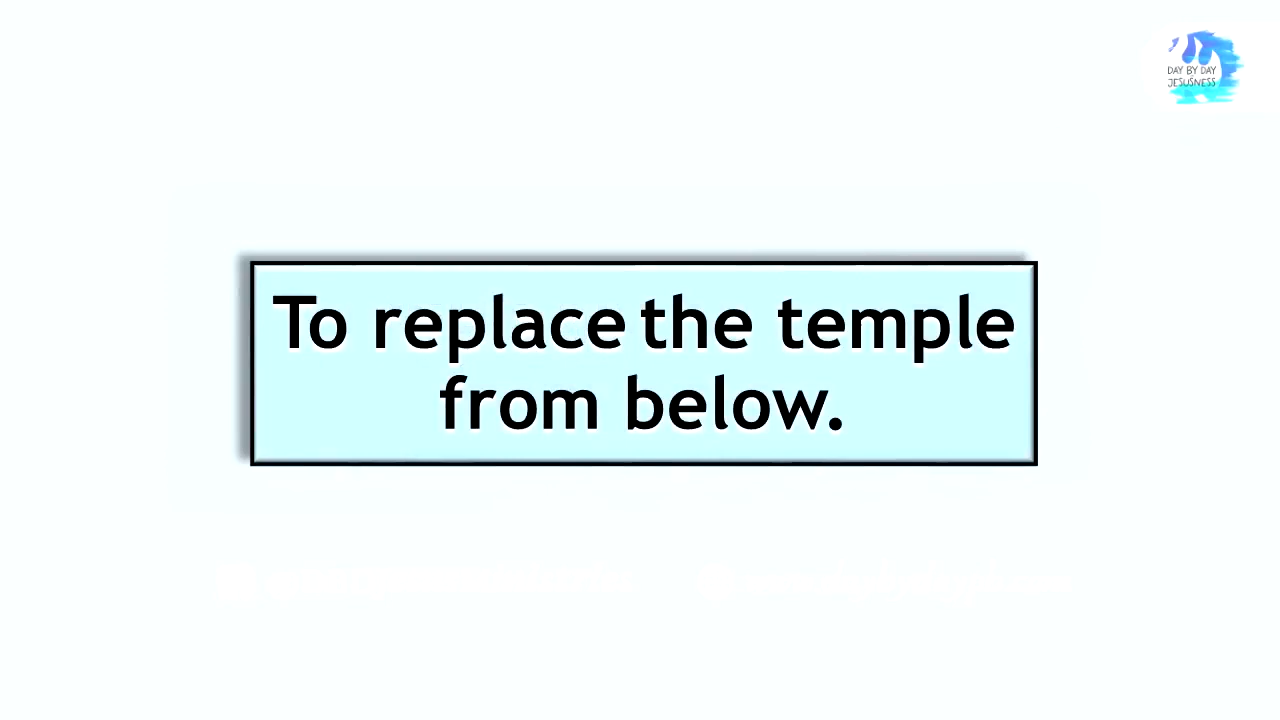 DAY BY DAY
JESUSNESS
To replace the temple
from below.